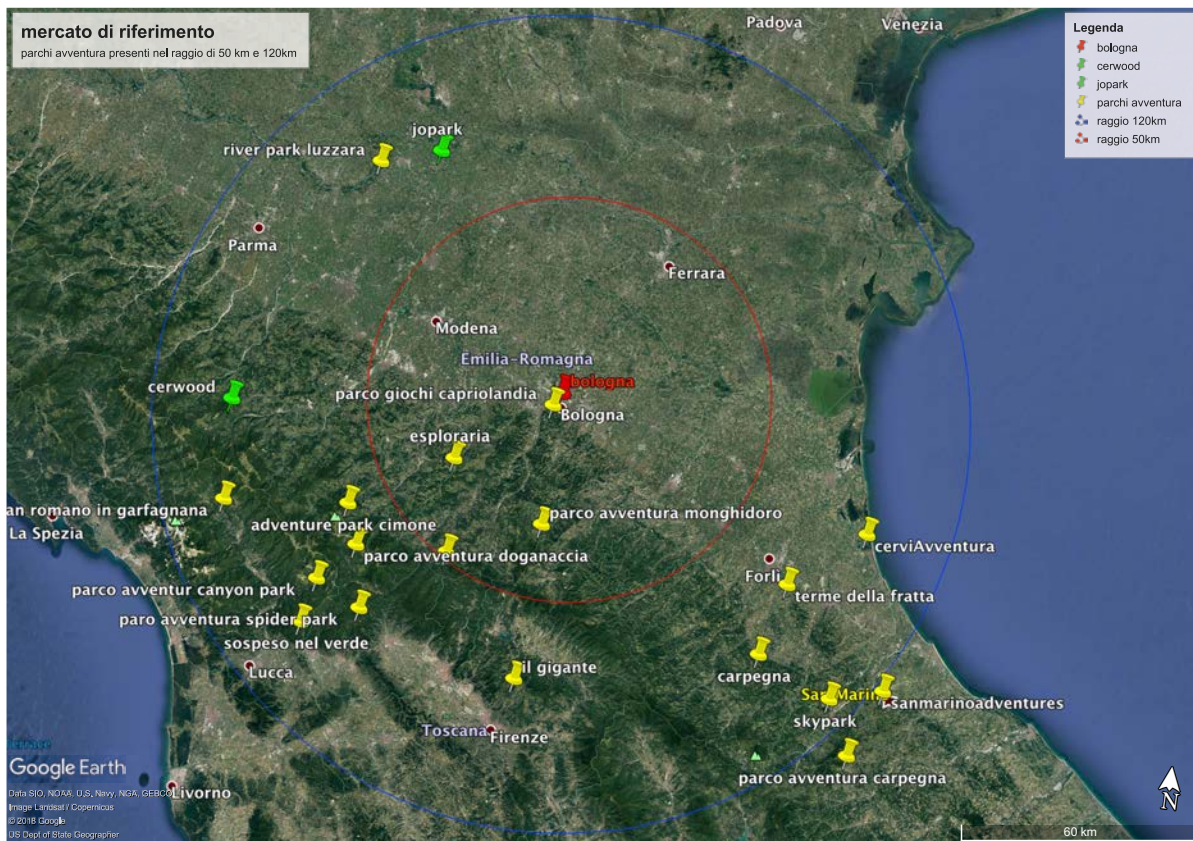 mercato di riferimento
parchi avventura presenti nel raggio di 50 km e 120km
Legenda
bologna
cerwood
jopark
parchi avventura
raggio 120km
raggio 50km
Padova
Venezia
jopark
river park luzzara
Parma
Ferrara
Modena
Emilia-Romagna
cerwood
bologna
parco giochi capriolandia
Bologna
esploraria
an romano in garfagnana
La Spezia
adventure park cimone
parco avventura monghidoro
cerviAvventura
parco avventura doganaccia
Forlì
parco avventur canyon park
terme della fratta
paro avventura spider park
sospeso nel verde
Lucca
il gigante
carpegna
San Marin
sanmarinoadventures
skypark
Toscana
Firenze
parco avventura carpegna
Google Earth
Livorno
Data SIO, NOAA, U.S. Navy, NGA, GEBCO
Image Landsat / Copernicus
© 2018 Google
US Dept of State Geographer
N
60 km